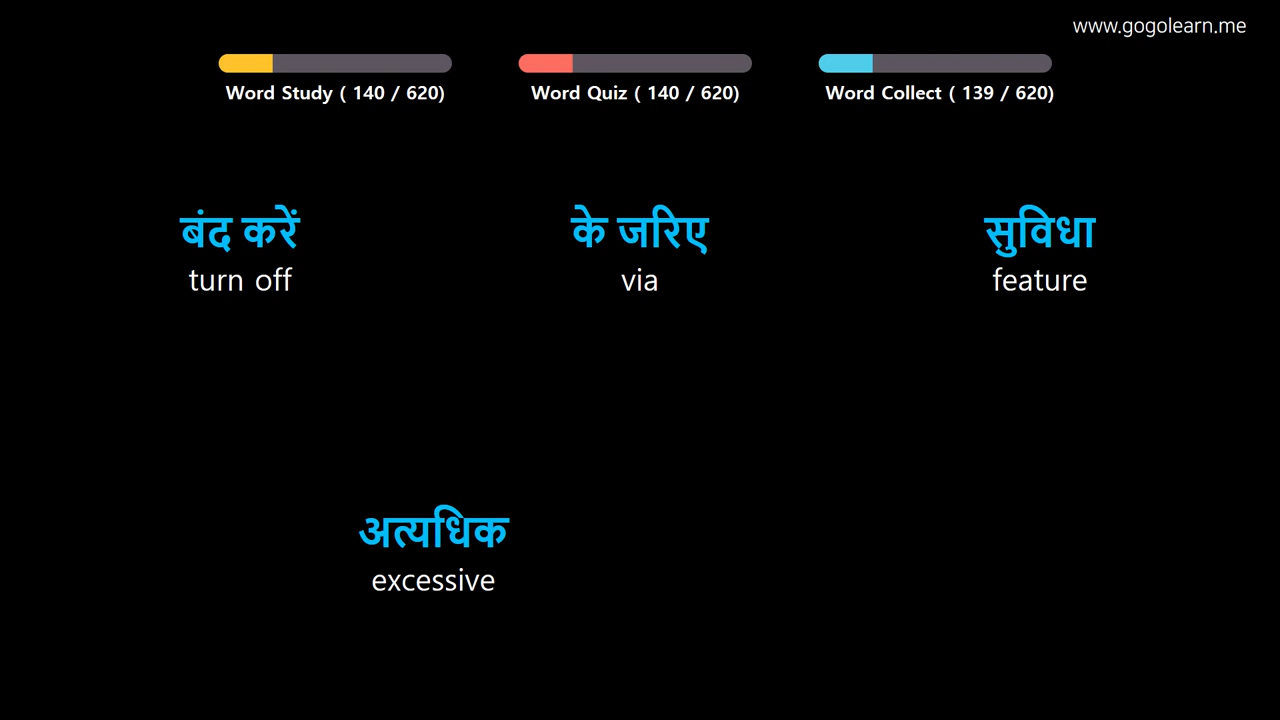 www.gogolearn.me
Word Study ( 140 / 620)
Word Quiz ( 140 / 620)
Word Collect ( 139 / 620)
बंद करें
turn off
के जरिए
via
सुविधा
feature
अत्यधिक
excessive